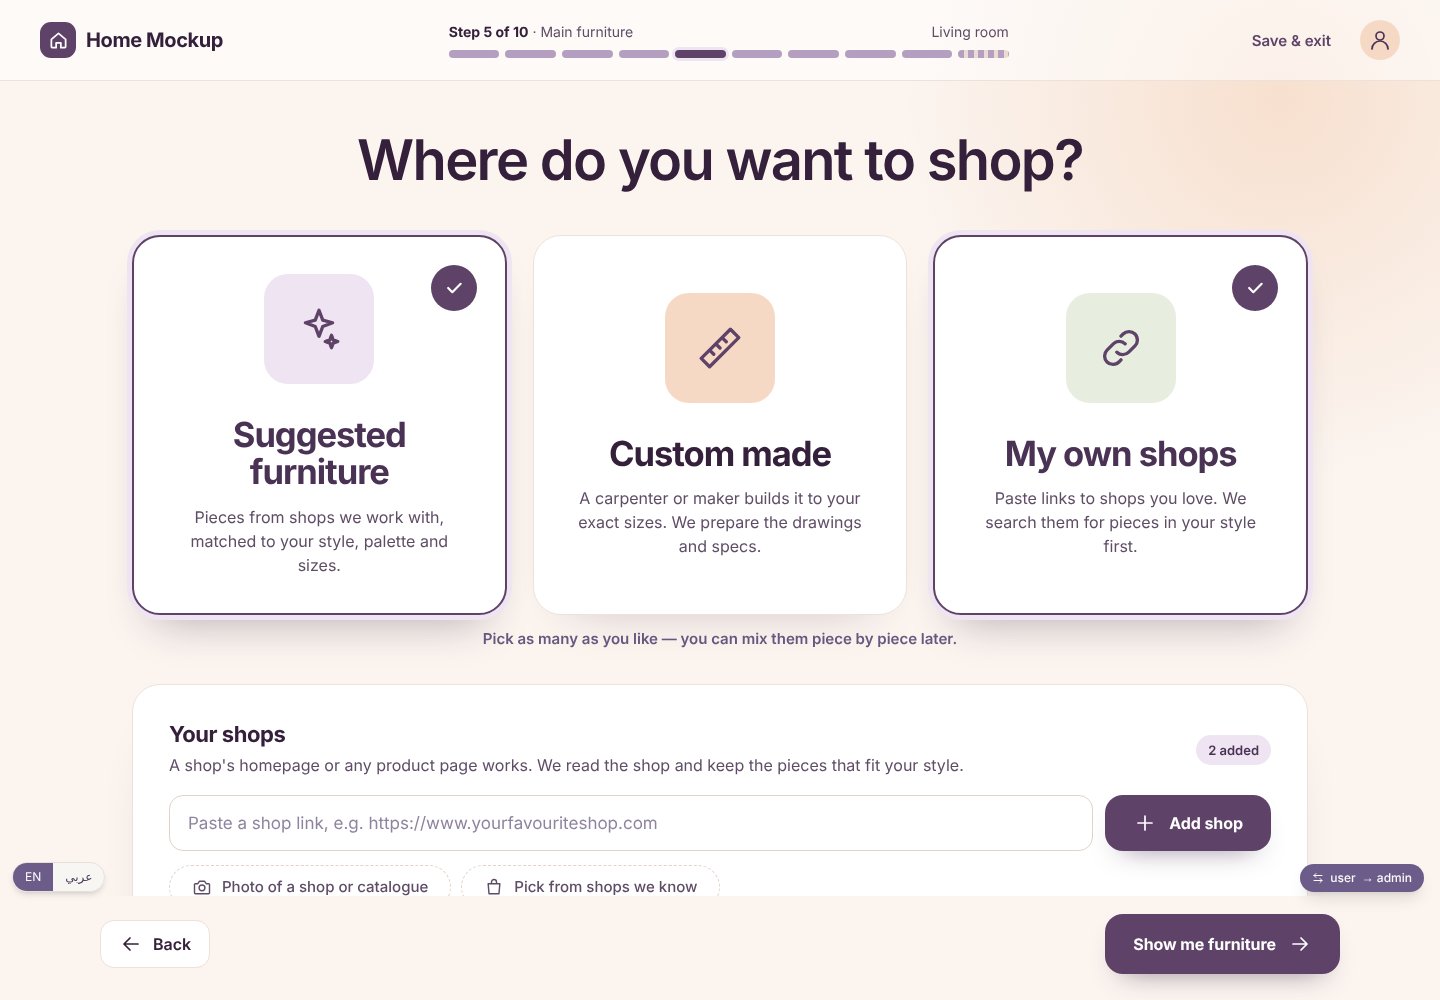 Home Mockup
Step 5 of 10 · Main furniture
Living room
Save & exit
Where do you want to shop?
Suggested
furniture
Pieces from shops we work with,
matched to your style, palette and
sizes.
Custom made
A carpenter or maker builds it to your
exact sizes. We prepare the drawings
and specs.
My own shops
Paste links to shops you love. We
search them for pieces in your style
first.
Pick as many as you like — you can mix them piece by piece later.
Your shops
A shop's homepage or any product page works. We read the shop and keep the pieces that fit your style.
2 added
Paste a shop link, e.g. https://www.yourfavouriteshop.com
Add shop
Photo of a shop or catalogue
Pick from shops we know
EN
عربي
user → admin
Back
Show me furniture